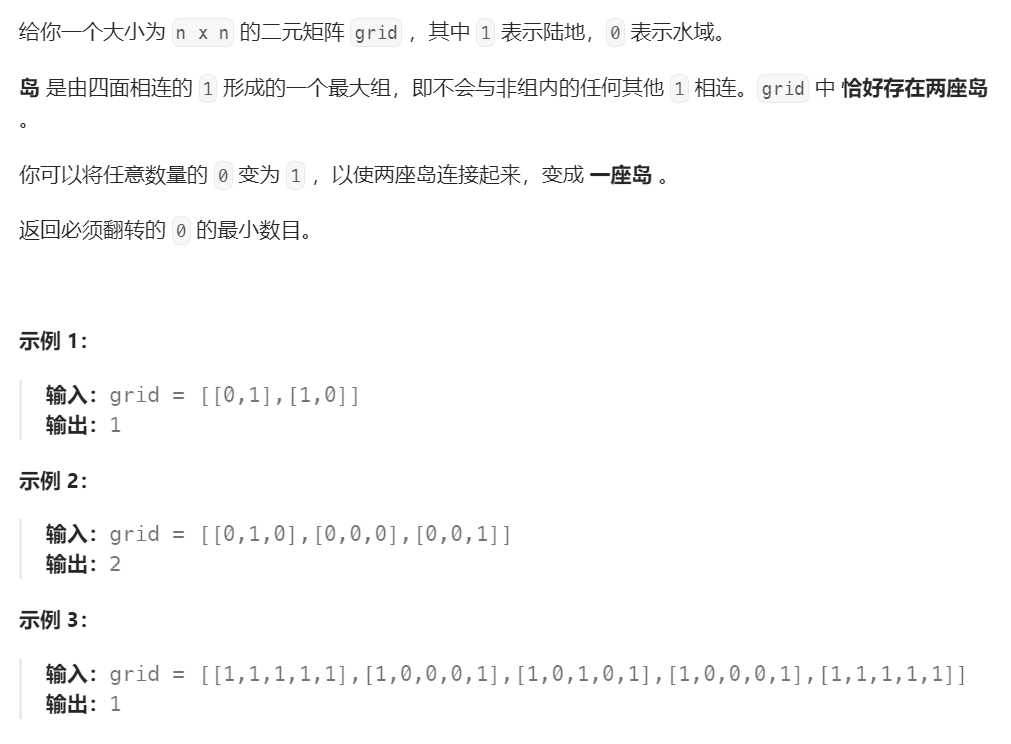 给你一个大小为 n x n 的二元矩阵 grid ，其中 1 表示陆地，0 表示水域。
岛 是由四面相连的 1 形成的一个最大组，即不会与非组内的任何其他 1 相连。grid 中 恰好存在两座岛
。
你可以将任意数量的 0 变为 1 ，以使两座岛连接起来，变成 一座岛 。
返回必须翻转的 0 的最小数目。
示例 1：
输入：grid = [[0,1],[1,0]]
输出：1
示例 2：
输入：grid = [[0,1,0],[0,0,0],[0,0,1]]
输出：2
示例 3：
输入：grid = [[1,1,1,1,1],[1,0,0,0,1],[1,0,1,0,1],[1,0,0,0,1],[1,1,1,1,1]]
输出：1